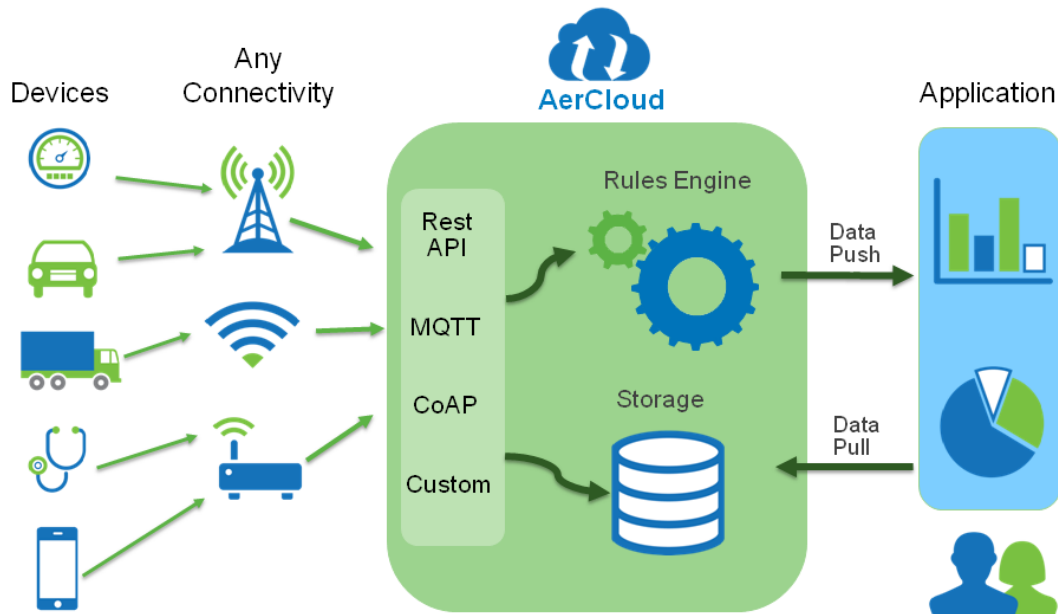 Devices
Any
Connectivity
AerCloud
Application
Rest
API
MQTT
CoAP
Custom
Rules Engine
Storage
Data
Push
Data
Pull